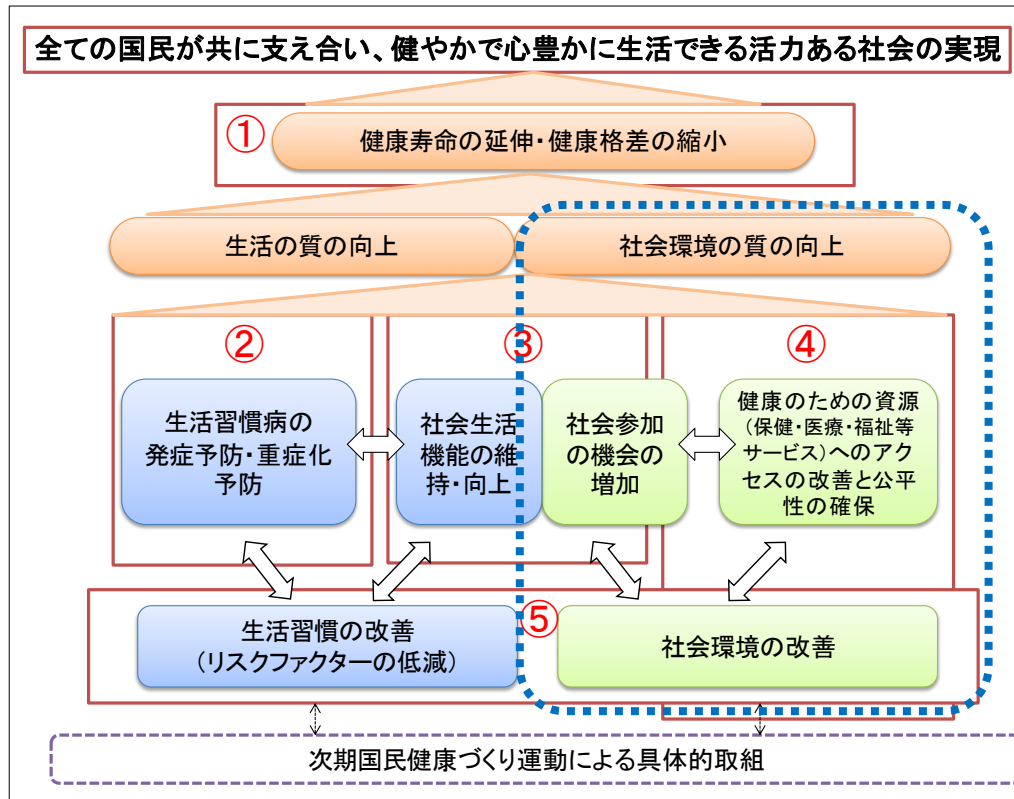 全ての国民が共に支え合い、健やかで心豊かに生活できる活力ある社会の実現
①
健康寿命の延伸・健康格差の縮小
生活の質の向上
社会環境の質の向上
②
③
④
生活習慣病の
発症予防・重症化
予防
社会生活
機能の維
持・向上
社会参加
の機会の
増加
健康のための資源
(保健・医療・福祉等
サービス)へのアク
セスの改善と公平
性の確保
⑤
生活習慣の改善
(リスクファクターの低減)
社会環境の改善
次期国民健康づくり運動による具体的取組